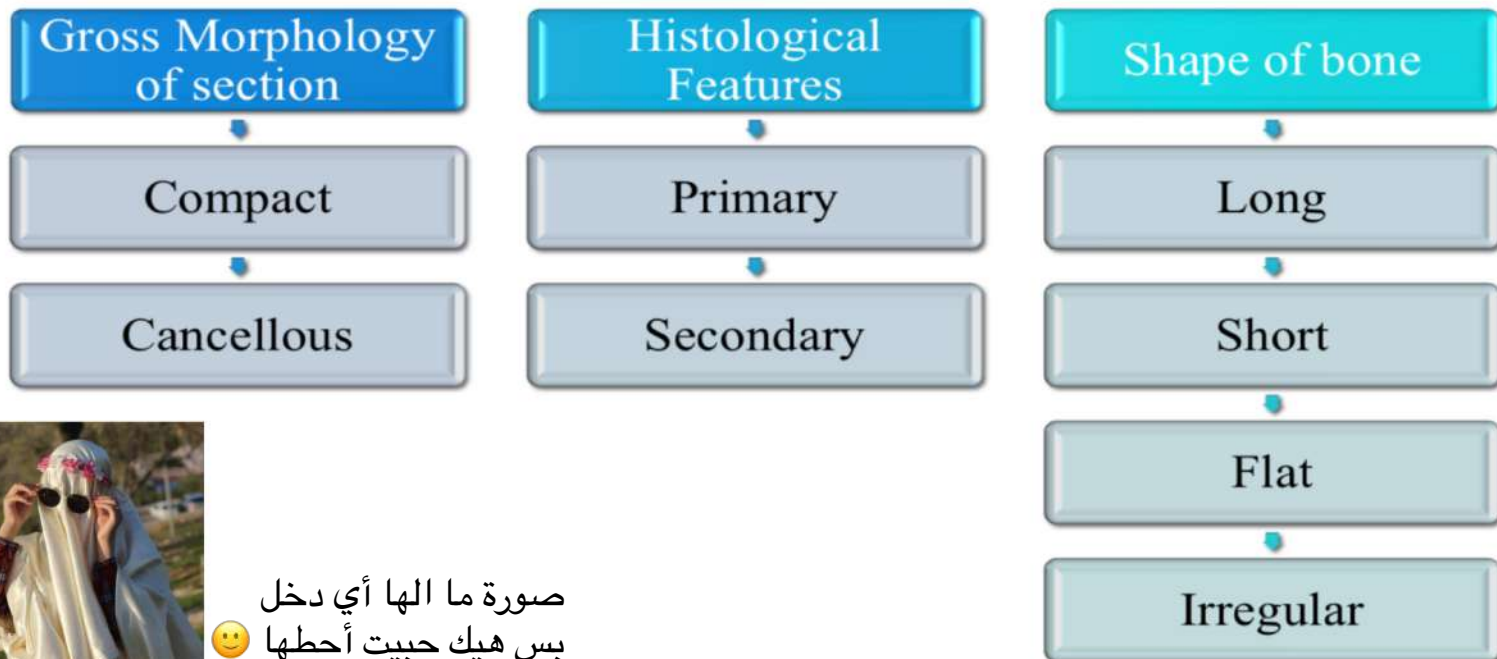 Gross Morphology
of section
Compact
Cancellous
Histological
Features
Primary
Secondary
Shape of bone
Long
Short
Flat
Irregular
صورة ما الها أي دخل
بس هيك حبيت أحطها 🙂